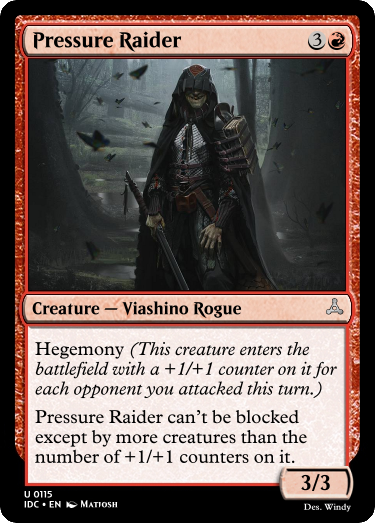 Pressure Raider 3
Creature — Viashino Rogue
Hegemony (This creature enters the
battlefield with a +1/+1 counter on it for
each opponent you attacked this turn.)
Pressure Raider can't be blocked
except by more creatures than the
number of +1/+1 counters on it.
3/3
U 0115
IDC • EN Matiosh
Des. Windy